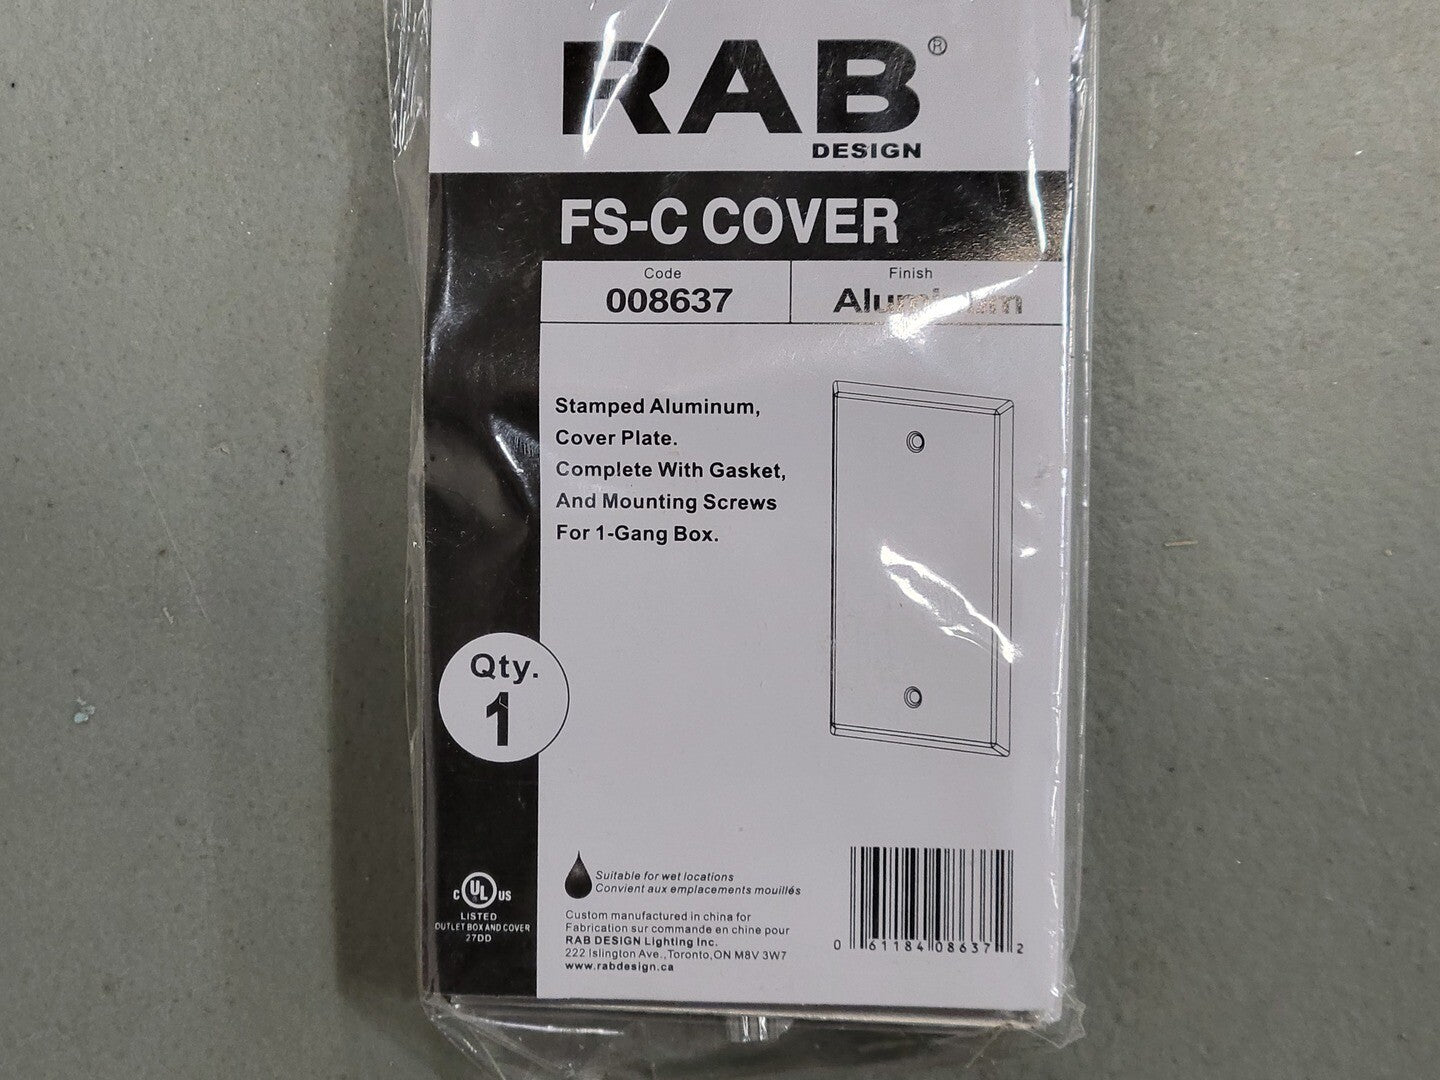 RAB®
DESIGN
FS-C COVER
Code
008637
Finish
Aluminum
Stamped Aluminum,
Cover Plate.
Complete With Gasket,
And Mounting Screws
For 1-Gang Box.
Qty.
1
C UL US
LISTED
OUTLET BOX AND COVER
27DD
Suitable for wet locations
Convient aux emplacements mouillés
Custom manufactured in china for
Fabrication sur commande en chine pour
RAB DESIGN Lighting Inc.
222 Islington Ave.,Toronto,ON M8V 3W7
www.rabdesign.ca
0 61184 08637 2